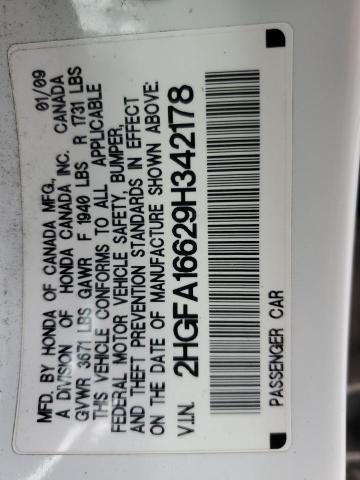 MFD. BY HONDA OF CANADA MFG., 01/09
A DIVISION OF HONDA CANADA INC. CANADA
GVWR 3671 LBS GAWR F 1940 LBS R 1731 LBS
THIS VEHICLE CONFORMS TO ALL APPLICABLE
FEDERAL MOTOR VEHICLE SAFETY, BUMPER,
AND THEFT PREVENTION STANDARDS IN EFFECT
ON THE DATE OF MANUFACTURE SHOWN ABOVE.
V.I.N. 2HGFA16629H342178
PASSENGER CAR